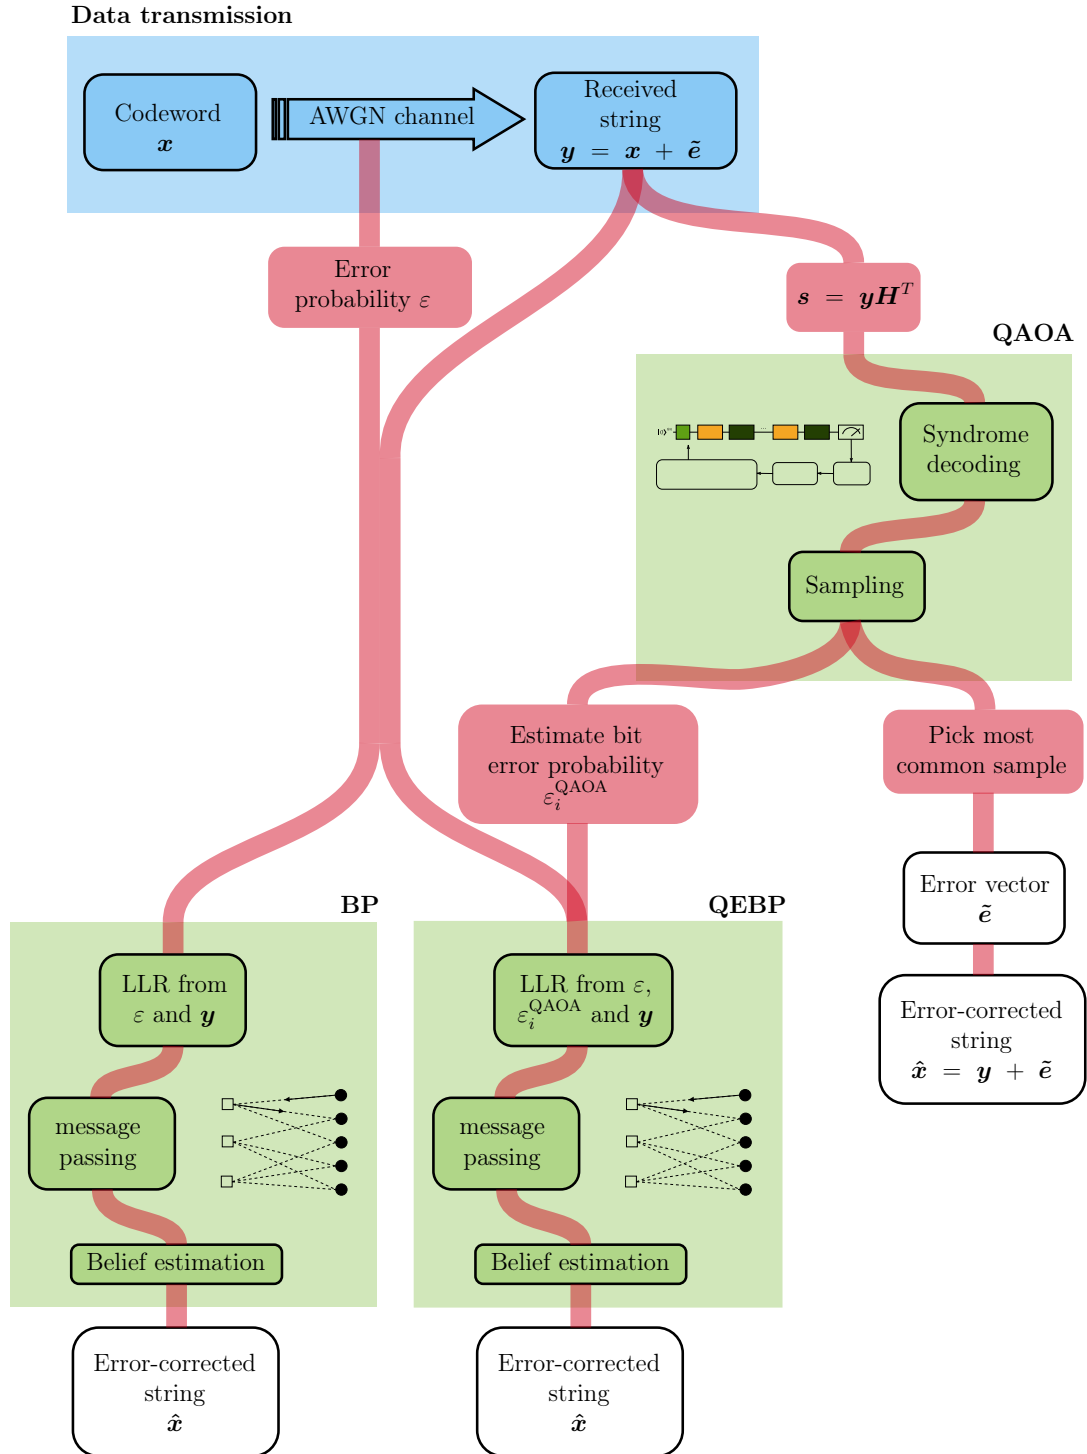 Data transmission
Codeword
x
AWGN channel
Received
string
y = x + ẽ
Error
probability ε
s = yH^T
QAOA
Syndrome
decoding
Sampling
Estimate bit
error probability
ε_i^QAOA
Pick most
common sample
Error vector
ẽ
Error-corrected
string
x̂ = y + ẽ
BP
LLR from
ε and y
message
passing
Belief estimation
Error-corrected
string
x̂
QEBP
LLR from ε,
ε_i^QAOA and y
message
passing
Belief estimation
Error-corrected
string
x̂